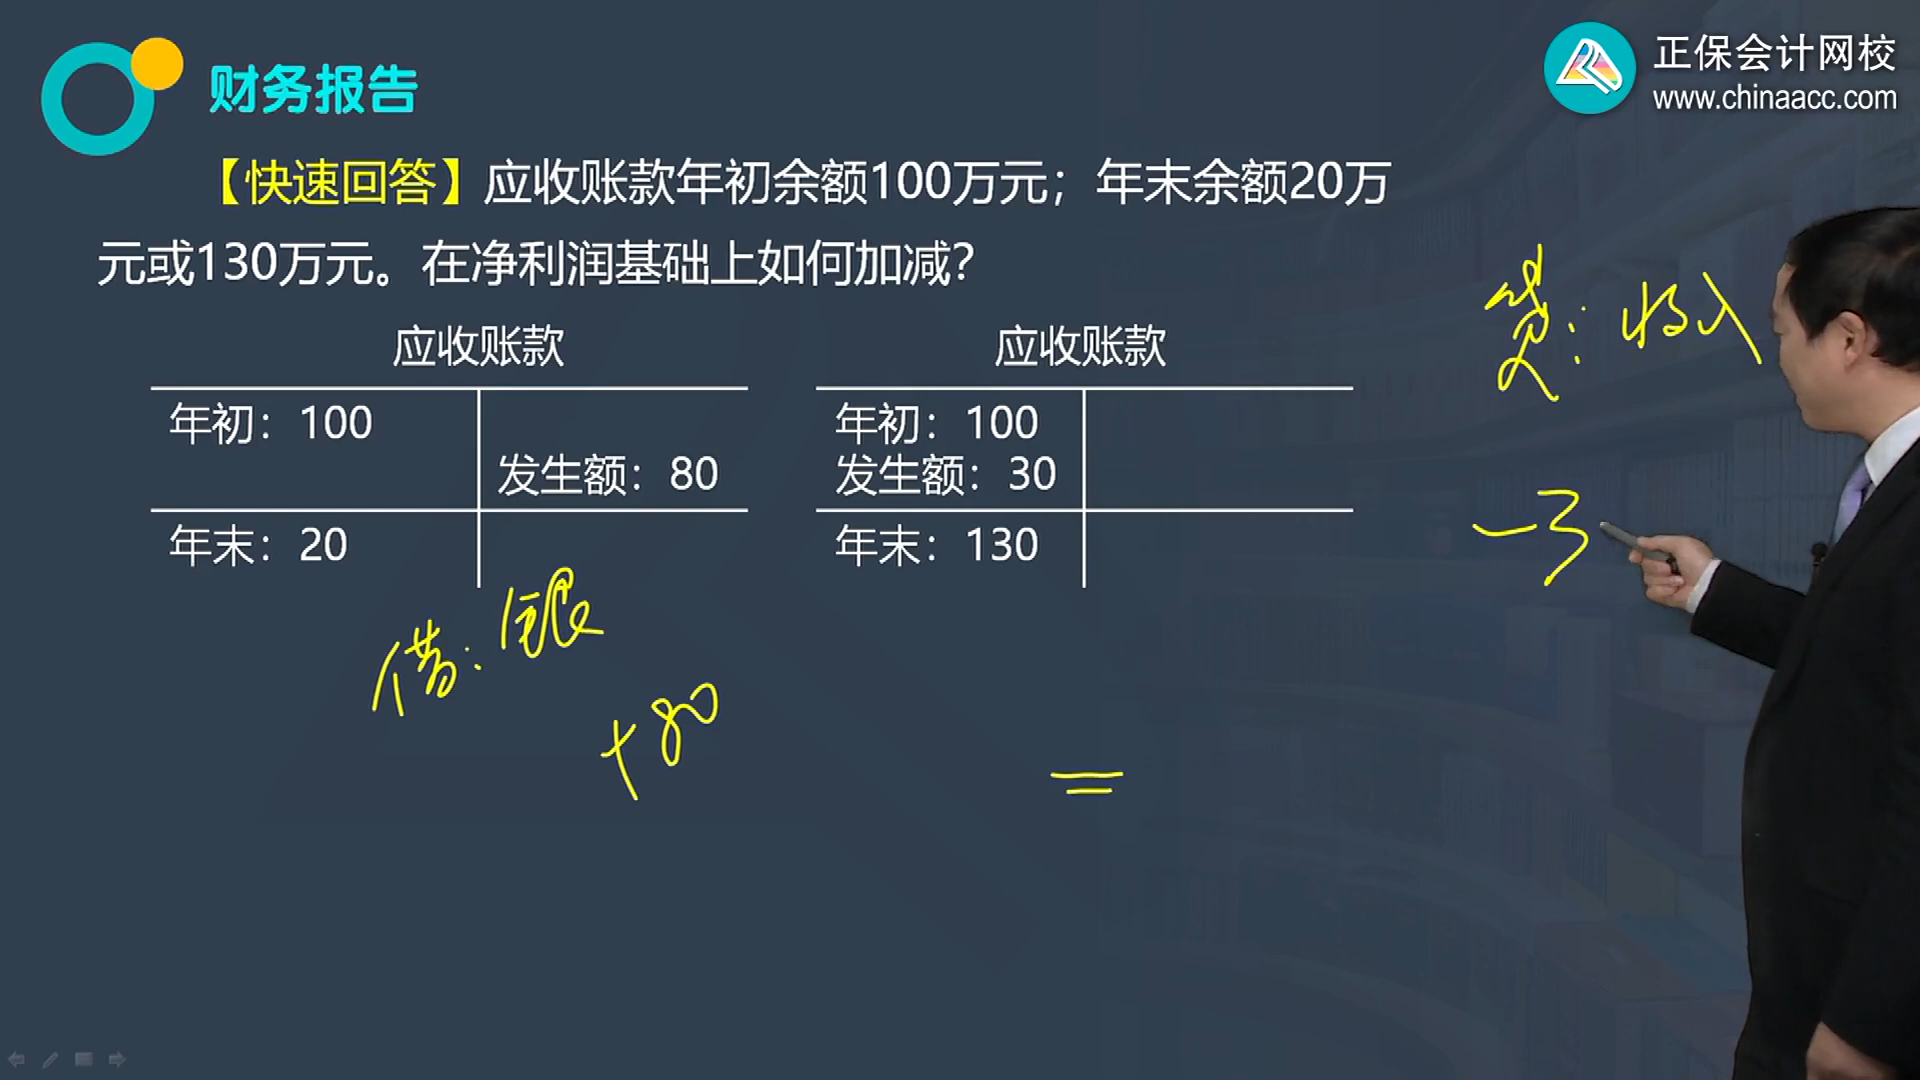 财务报告
正保会计网校
www.chinaacc.com
【快速回答】应收账款年初余额100万元；年末余额20万
元或130万元。在净利润基础上如何加减？
应收账款
年初：100
发生额：80
年末：20
应收账款
年初：100
发生额：30
年末：130
借：银
+80
贷：收入